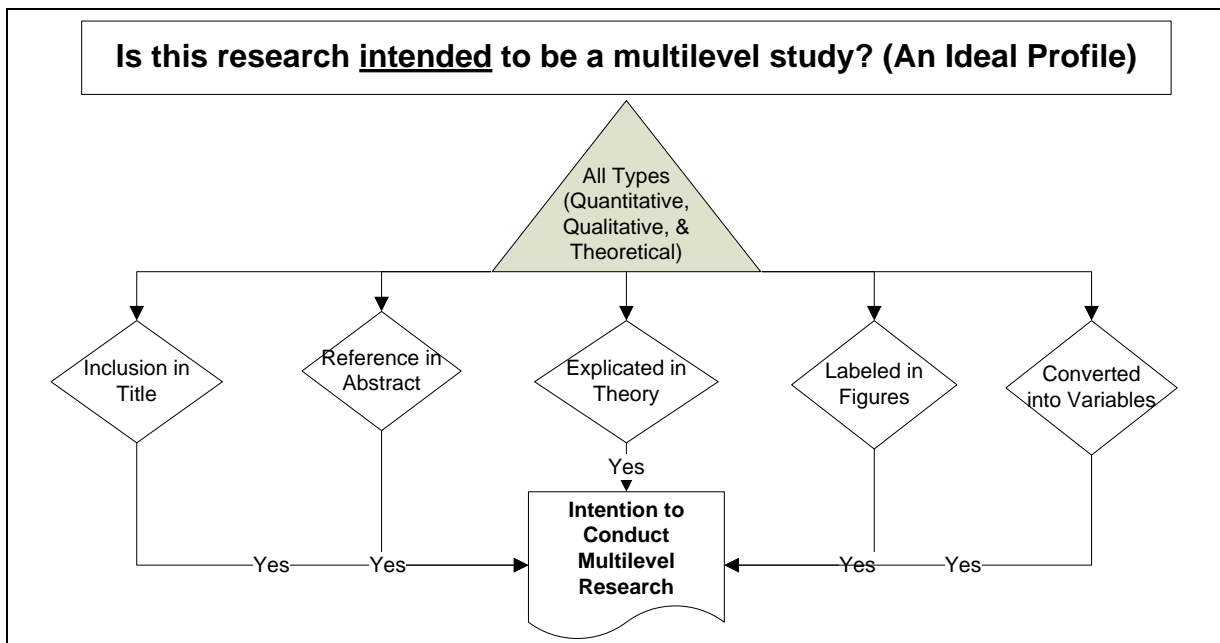 Is this research intended to be a multilevel study? (An Ideal Profile)
All Types
(Quantitative,
Qualitative, &
Theoretical)
Inclusion in
Title
Reference in
Abstract
Explicated in
Theory
Labeled in
Figures
Converted
into Variables
Yes
Intention to
Conduct
Multilevel
Research
Yes
Yes
Yes
Yes